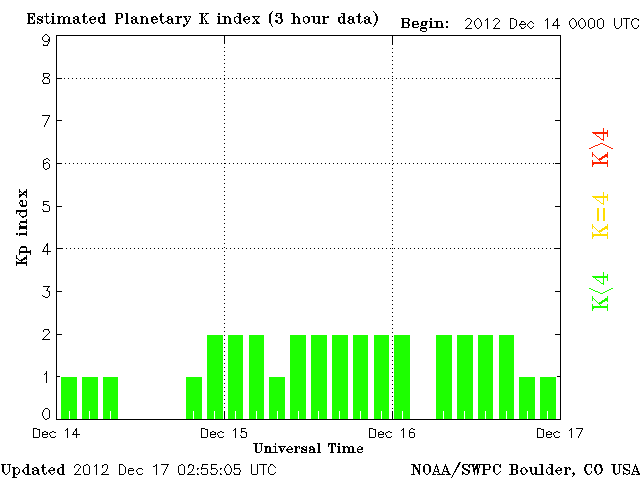 Estimated Planetary K index (3 hour data) Begin: 2012 Dec 14 0000 UTC
9
8
7
6
5
4
3
2
1
0
Kp index
K>4
K=4
K<4
Dec 14 Dec 15 Dec 16 Dec 17
Universal Time
Updated 2012 Dec 17 02:55:05 UTC NOAA/SWPC Boulder, CO USA